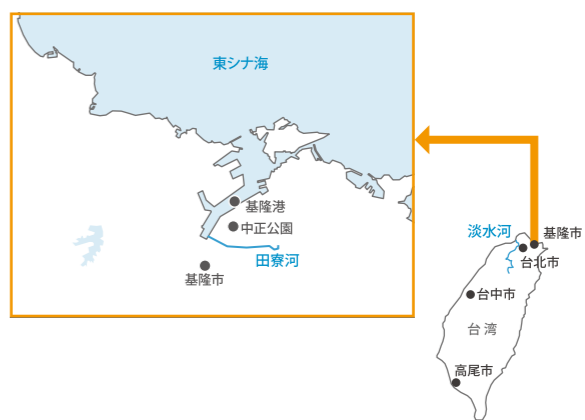 東シナ海
基隆港
中正公園
田寮河
基隆市
淡水河
基隆市
台北市
台中市
台湾
高尾市